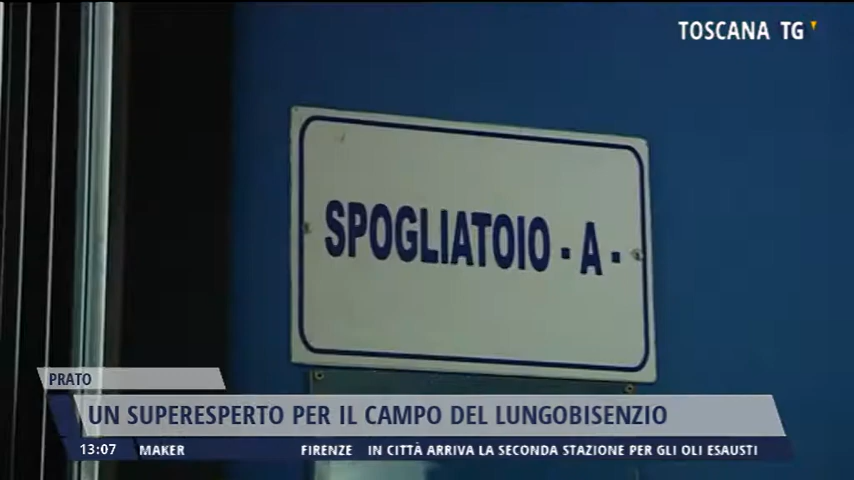 TOSCANA TG
SPOGLIATOIO - A -
PRATO
UN SUPERESPERTO PER IL CAMPO DEL LUNGOBISENZIO
13:07 MAKER FIRENZE IN CITTÀ ARRIVA LA SECONDA STAZIONE PER GLI OLI ESAUSTI